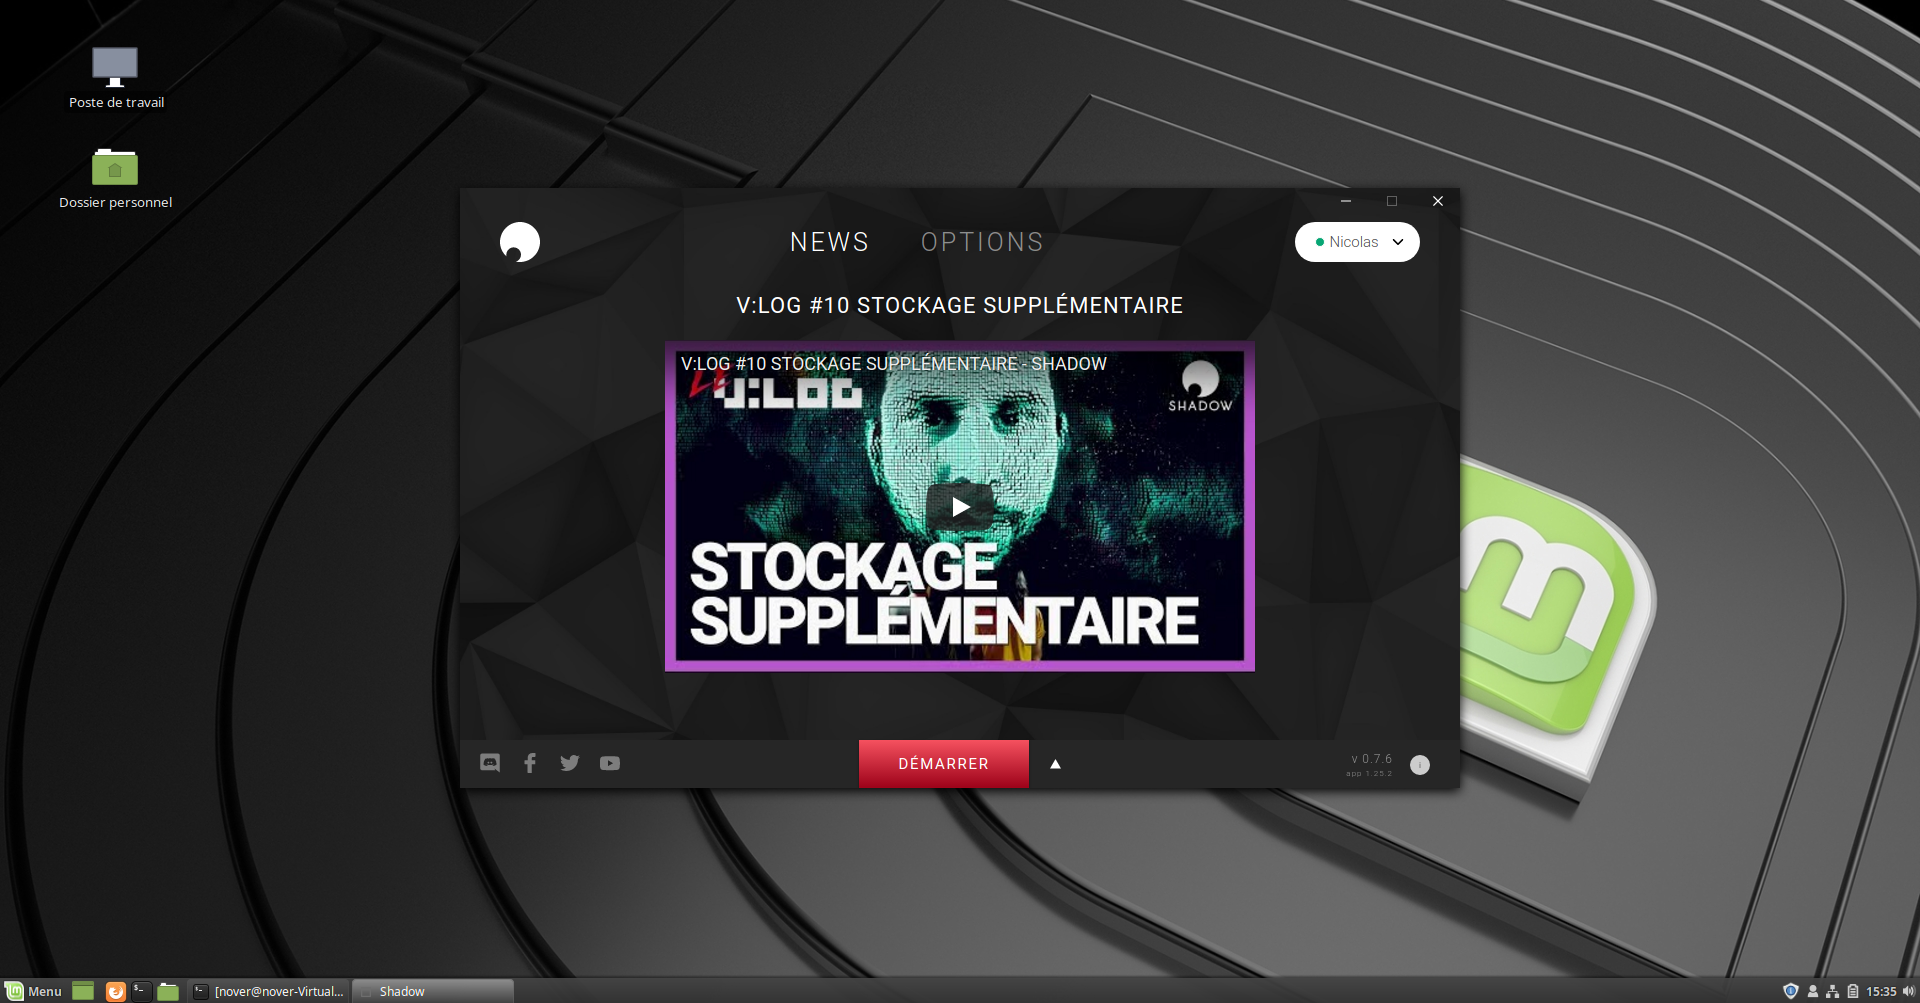 Poste de travail
Dossier personnel
NEWS
OPTIONS
Nicolas
V:LOG #10 STOCKAGE SUPPLÉMENTAIRE
V:LOG #10 STOCKAGE SUPPLÉMENTAIRE - SHADOW
V:LOG
SHADOW
STOCKAGE
SUPPLÉMENTAIRE
DÉMARRER
v 0.7.6
app 1.25.2
Menu
[nover@nover-Virtual...
Shadow
15:35